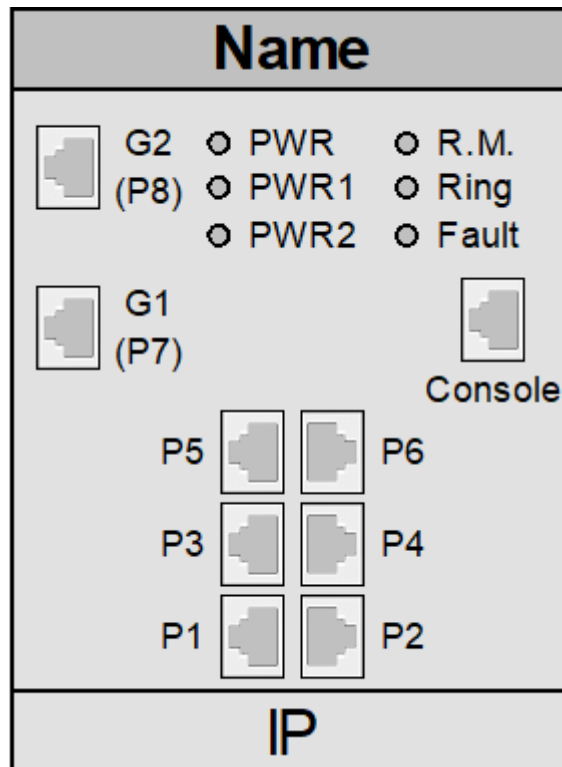 Name
G2 PWR R.M.
(P8) PWR1 Ring
PWR2 Fault
G1
(P7)
Console
P5 P6
P3 P4
P1 P2
IP